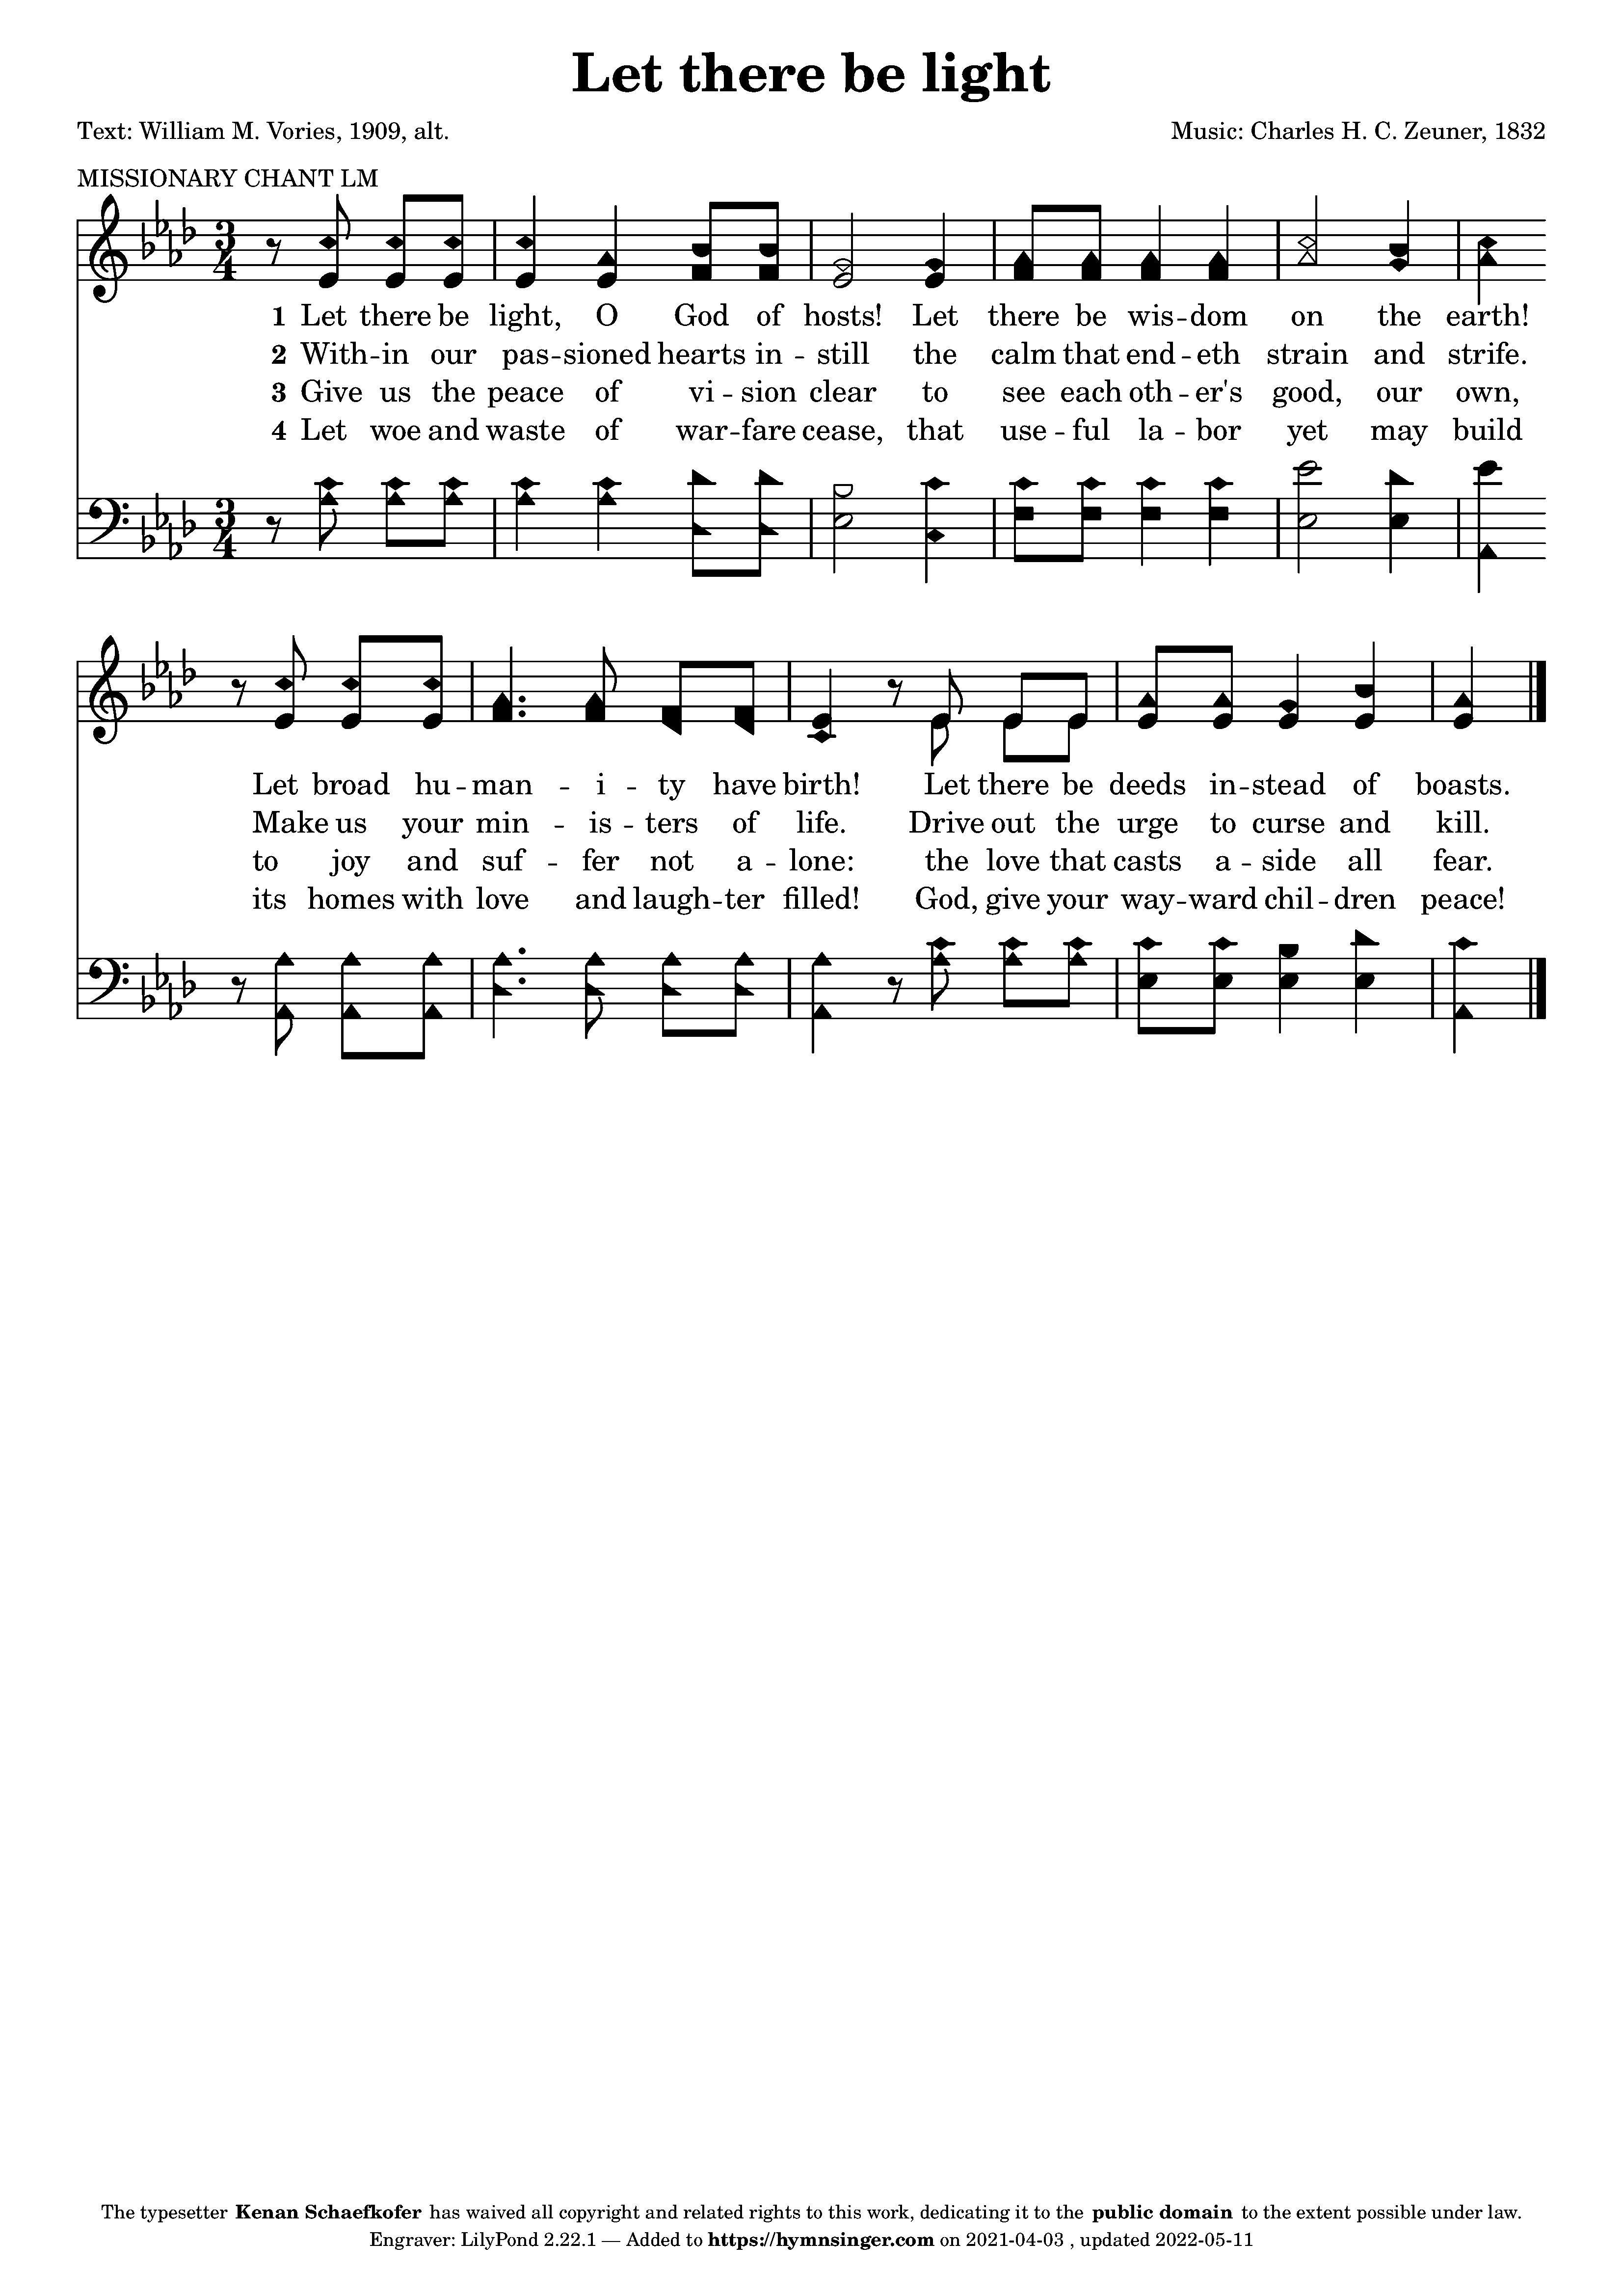 Let there be light
Text: William M. Vories, 1909, alt.
Music: Charles H. C. Zeuner, 1832
MISSIONARY CHANT LM
3
4
1 Let there be light, O God of hosts! Let there be wis -- dom on the earth!
2 With -- in our pas -- sioned hearts in -- still the calm that end -- eth strain and strife.
3 Give us the peace of vi -- sion clear to see each oth -- er's good, our own,
4 Let woe and waste of war -- fare cease, that use -- ful la -- bor yet may build
3
4
Let broad hu -- man -- i -- ty have birth! Let there be deeds in -- stead of boasts.
Make us your min -- is -- ters of life. Drive out the urge to curse and kill.
to joy and suf -- fer not a -- lone: the love that casts a -- side all fear.
its homes with love and laugh -- ter filled! God, give your way -- ward chil -- dren peace!
The typesetter Kenan Schaefkofer has waived all copyright and related rights to this work, dedicating it to the public domain to the extent possible under law.
Engraver: LilyPond 2.22.1 — Added to https://hymnsinger.com on 2021-04-03 , updated 2022-05-11